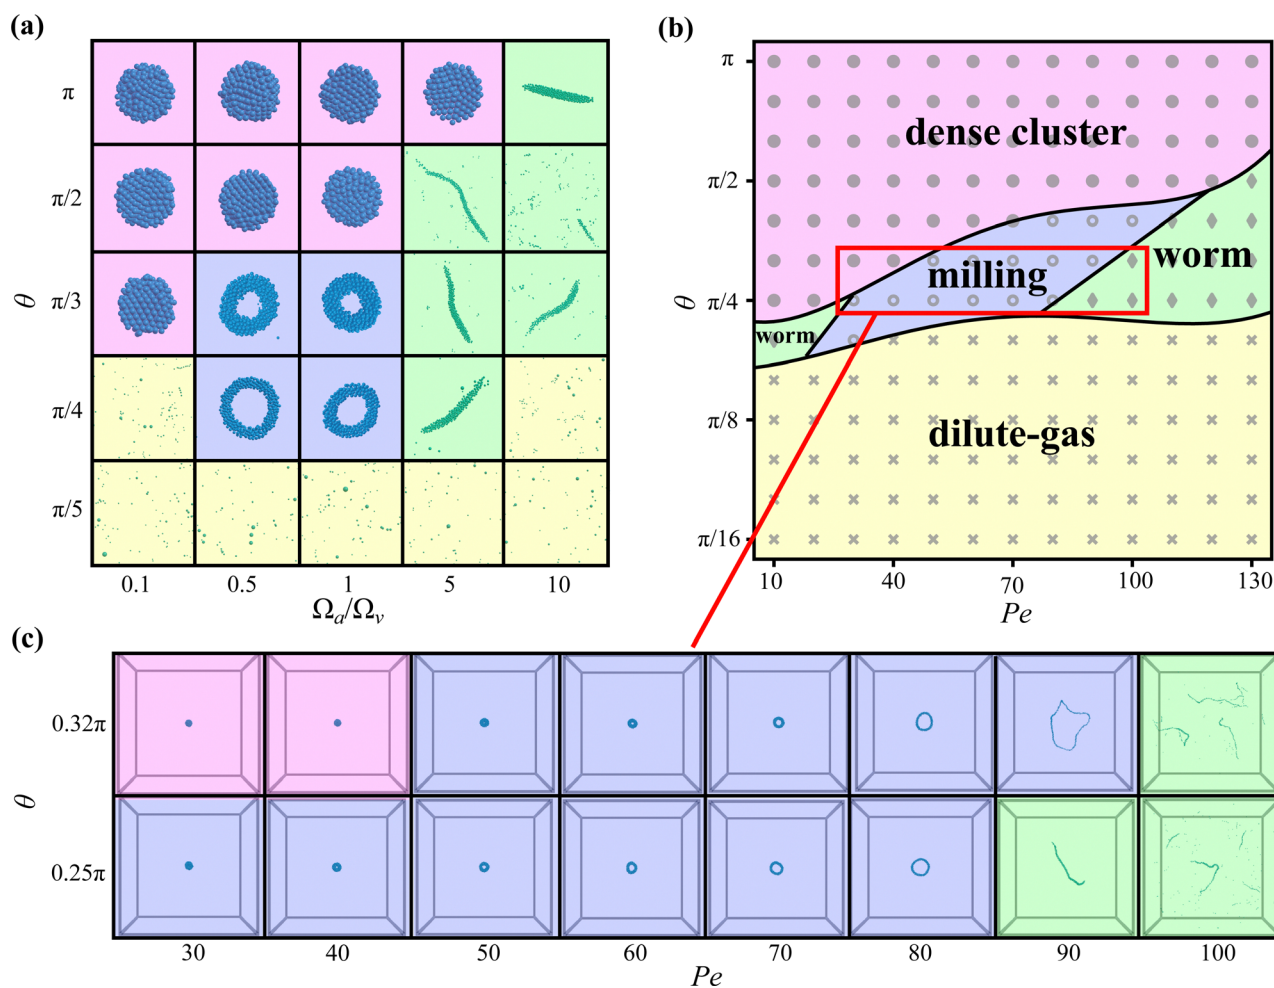 (a)
π
π/2
θ
π/3
π/4
π/5
0.1 0.5 1 5 10
Ωa/Ωv
(b)
π
π/2
θ
π/4
π/8
π/16
dense cluster
milling
worm
worm
dilute-gas
10 40 70 100 130
Pe
(c)
0.32π
θ
0.25π
30 40 50 60 70 80 90 100
Pe